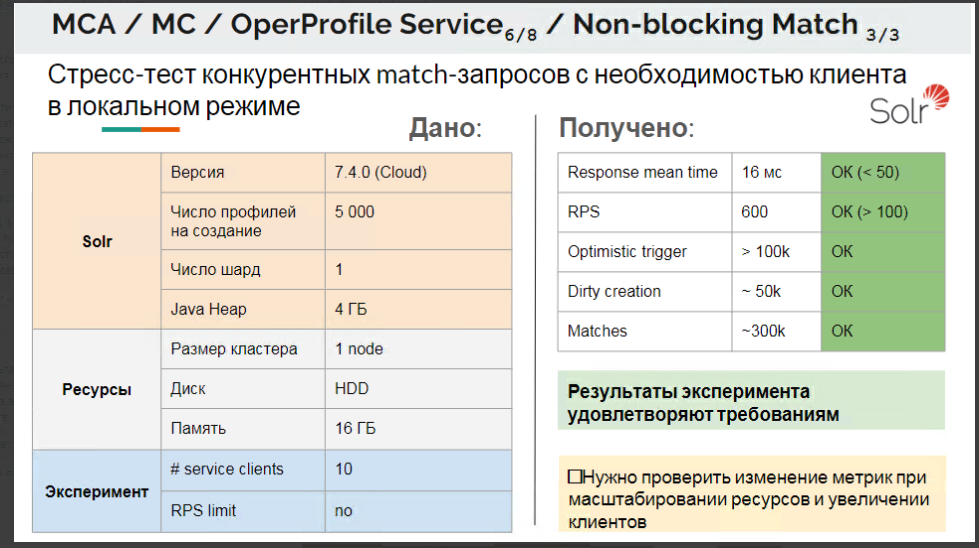 MCA / MC / OperProfile Service 6/8 / Non-blocking Match 3/3
Стресс-тест конкурентных match-запросов с необходимостью клиента
в локальном режиме
Solr
Дано:
Solr
Версия 7.4.0 (Cloud)
Число профилей
на создание 5 000
Число шард 1
Java Heap 4 ГБ
Ресурсы
Размер кластера 1 node
Диск HDD
Память 16 ГБ
Эксперимент
# service clients 10
RPS limit no
Получено:
Response mean time 16 мс OK (< 50)
RPS 600 OK (> 100)
Optimistic trigger > 100k OK
Dirty creation ~ 50k OK
Matches ~300k OK
Результаты эксперимента
удовлетворяют требованиям
☐Нужно проверить изменение метрик при
масштабировании ресурсов и увеличении
клиентов